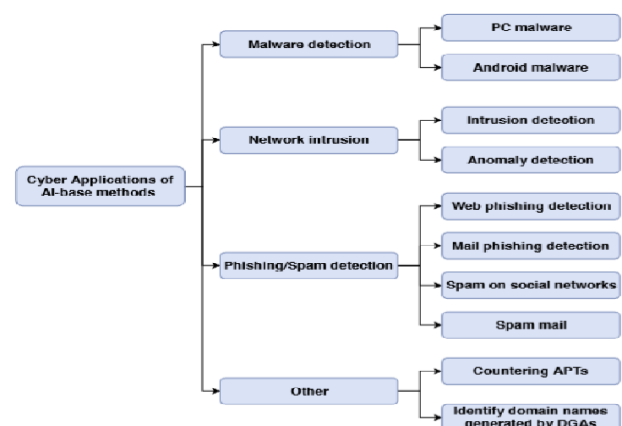 Cyber Applications of
AI-base methods
Malware detection
PC malware
Android malware
Network intrusion
Intrusion detection
Anomaly detection
Phishing/Spam detection
Web phishing detection
Mail phishing detection
Spam on social networks
Spam mail
Other
Countering APTs
Identify domain names
generated by DGAs